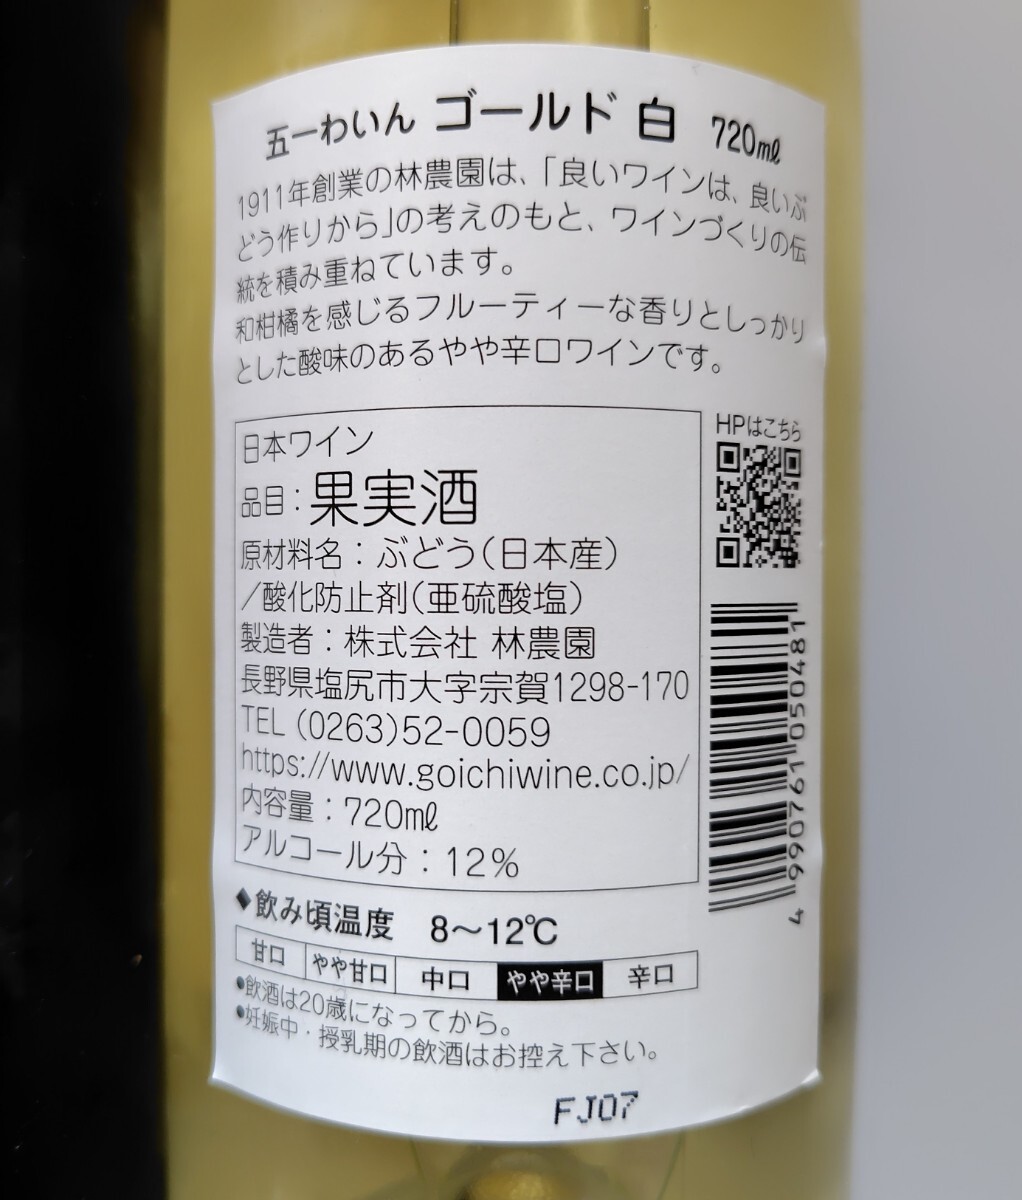 五一わいん ゴールド 白 720㎖
1911年創業の林農園は、「良いワインは、良いぶ
どう作りから」の考えのもと、ワインづくりの伝
統を積み重ねています。
和柑橘を感じるフルーティーな香りとしっかり
とした酸味のあるやや辛口ワインです。
HPはこちら
日本ワイン
品目：果実酒
原材料名：ぶどう（日本産）
/酸化防止剤（亜硫酸塩）
製造者：株式会社 林農園
長野県塩尻市大字宗賀1298-170
TEL (0263)52-0059
https://www.goichiwine.co.jp/
内容量：720㎖
アルコール分：12%
4 990761 050481
◆飲み頃温度 8〜12℃
甘口 やや甘口 中口 やや辛口 辛口
●飲酒は20歳になってから。
●妊娠中・授乳期の飲酒はお控え下さい。
FJ07